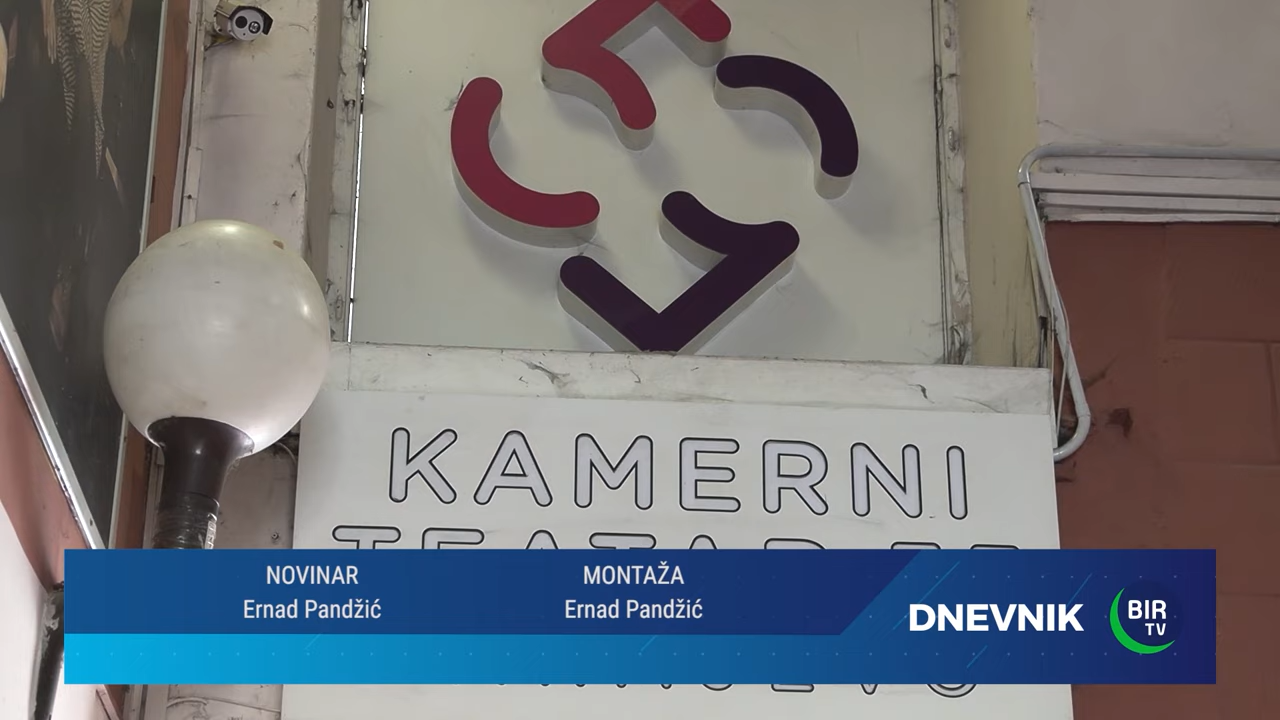 KAMERNI
NOVINAR
Ernad Pandžić
MONTAŽA
Ernad Pandžić
DNEVNIK
BIR
TV